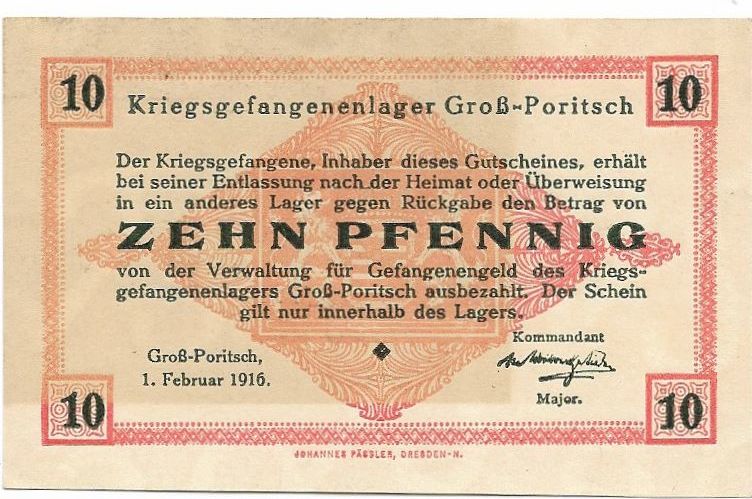 10 10
Kriegsgefangenenlager Groß-Poritsch
Der Kriegsgefangene, Inhaber dieses Gutscheines, erhält
bei seiner Entlassung nach der Heimat oder Überweisung
in ein anderes Lager gegen Rückgabe den Betrag von
ZEHN PFENNIG
von der Verwaltung für Gefangenengeld des Kriegs-
gefangenenlagers Groß-Poritsch ausbezahlt. Der Schein
gilt nur innerhalb des Lagers.
Kommandant
Groß-Poritsch,
1. Februar 1916.
Major.
10 10
JOHANNES PÄSSLER, DRESDEN-N.